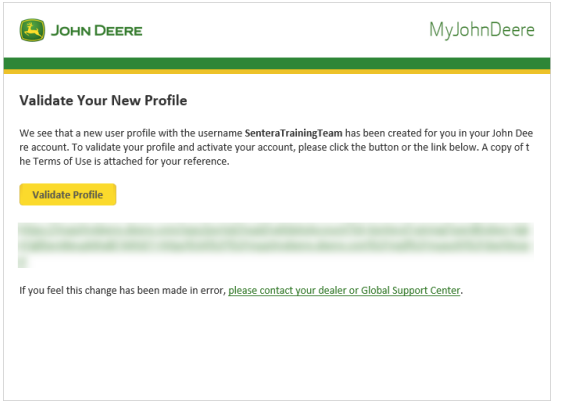 JOHN DEERE
MyJohnDeere
Validate Your New Profile
We see that a new user profile with the username SenteraTrainingTeam has been created for you in your John Dee
re account. To validate your profile and activate your account, please click the button or the link below. A copy of t
he Terms of Use is attached for your reference.
Validate Profile
If you feel this change has been made in error, please contact your dealer or Global Support Center.